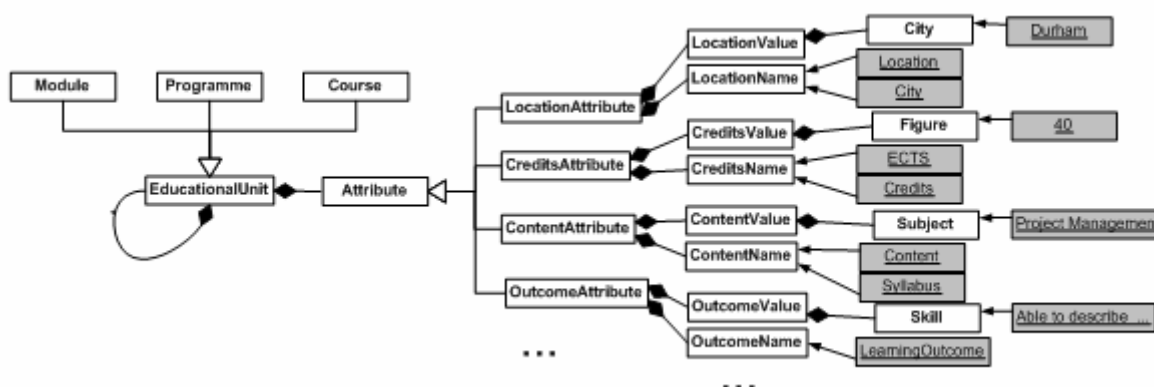 City
Durham
LocationValue
Location
LocationName
City
Module
Programme
Course
LocationAttribute
Figure
40
CreditsValue
ECTS
CreditsAttribute
CreditsName
Credits
EducationalUnit
Attribute
ContentValue
Subject
Project Management
ContentAttribute
ContentName
Content
Syllabus
OutcomeAttribute
OutcomeValue
Skill
Able to describe ...
OutcomeName
LearningOutcome
...
...